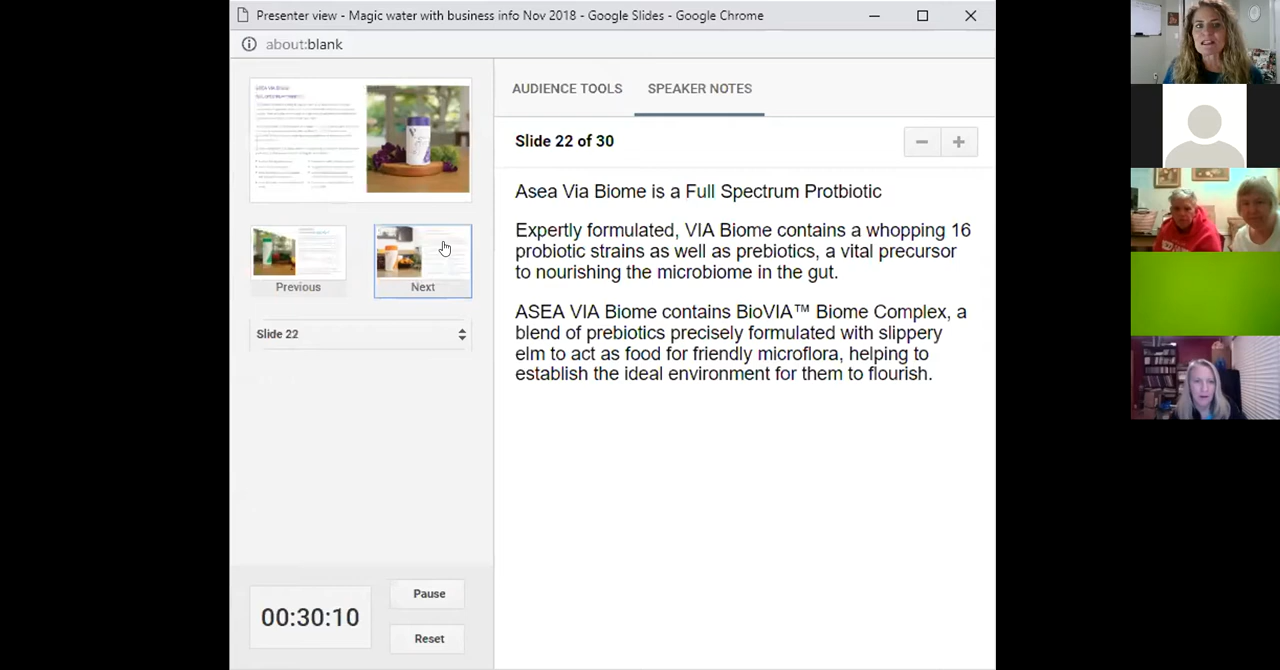 Presenter view - Magic water with business info Nov 2018 - Google Slides - Google Chrome
about:blank
AUDIENCE TOOLS
SPEAKER NOTES
Slide 22 of 30
Asea Via Biome is a Full Spectrum Protbiotic
Expertly formulated, VIA Biome contains a whopping 16
probiotic strains as well as prebiotics, a vital precursor
to nourishing the microbiome in the gut.
ASEA VIA Biome contains BioVIA™ Biome Complex, a
blend of prebiotics precisely formulated with slippery
elm to act as food for friendly microflora, helping to
establish the ideal environment for them to flourish.
Previous
Next
Slide 22
00:30:10
Pause
Reset